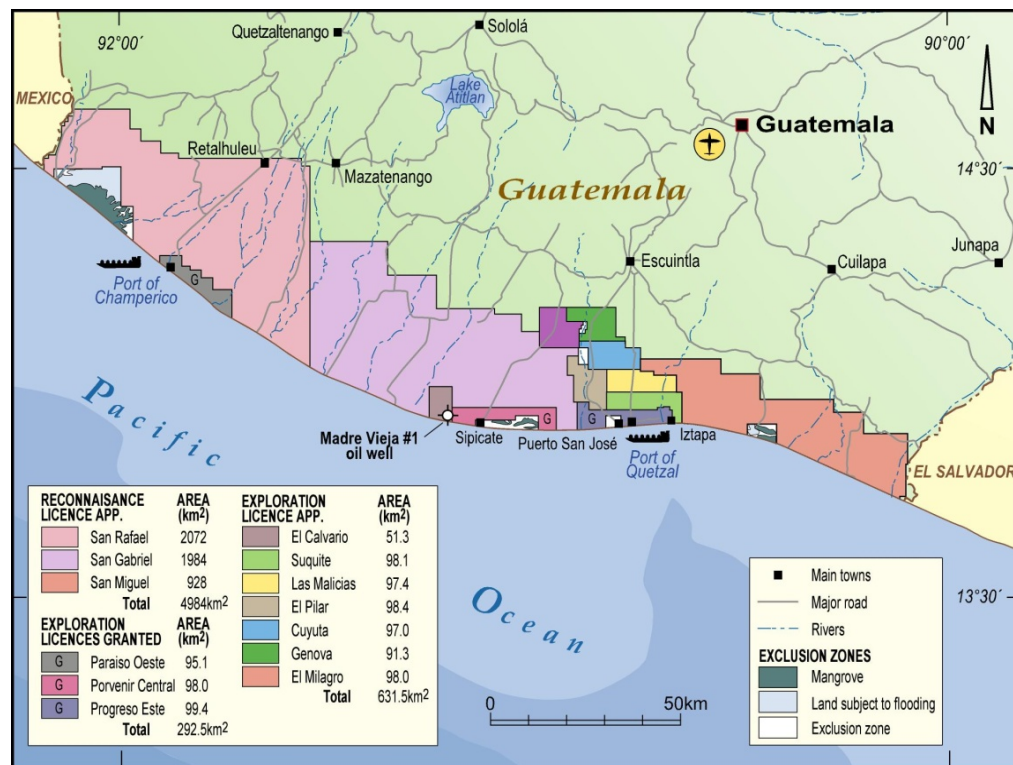 92°00'
Quetzaltenango
Sololá
90°00'
MEXICO
Lake
Atitlan
N
Guatemala
Retalhuleu
Mazatenango
14°30'
Guatemala
Escuintla
Junapa
Cuilapa
Port of
Champerico
G
Pacific
Madre Vieja #1
oil well
Sipicate
G
Puerto San José
G
Port of
Quetzal
Iztapa
EL SALVADOR
Ocean
13°30'
RECONNAISANCE
LICENCE APP.
AREA
(km2)
San Rafael 2072
San Gabriel 1984
San Miguel 928
Total 4984km2
EXPLORATION
LICENCES GRANTED
AREA
(km2)
G Paraiso Oeste 95.1
G Porvenir Central 98.0
G Progreso Este 99.4
Total 292.5km2
EXPLORATION
LICENCE APP.
AREA
(km2)
El Calvario 51.3
Suquite 98.1
Las Malicias 97.4
El Pilar 98.4
Cuyuta 97.0
Genova 91.3
El Milagro 98.0
Total 631.5km2
0 50km
Main towns
Major road
Rivers
EXCLUSION ZONES
Mangrove
Land subject to flooding
Exclusion zone